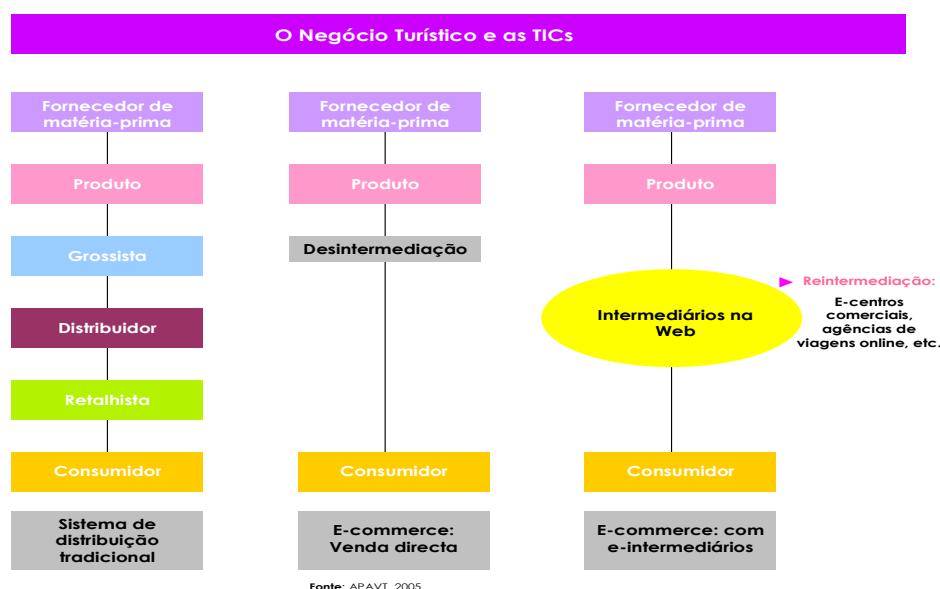 O Negócio Turístico e as TICs
Fornecedor de
matéria-prima
Produto
Grossista
Distribuidor
Retalhista
Consumidor
Sistema de
distribuição
tradicional
Fornecedor de
matéria-prima
Produto
Desintermediação
Consumidor
E-commerce:
Venda directa
Fornecedor de
matéria-prima
Produto
Intermediários na
Web
Reintermediação:
E-centros
comerciais,
agências de
viagens online, etc.
Consumidor
E-commerce: com
e-intermediários
Fonte: APAVT, 2005